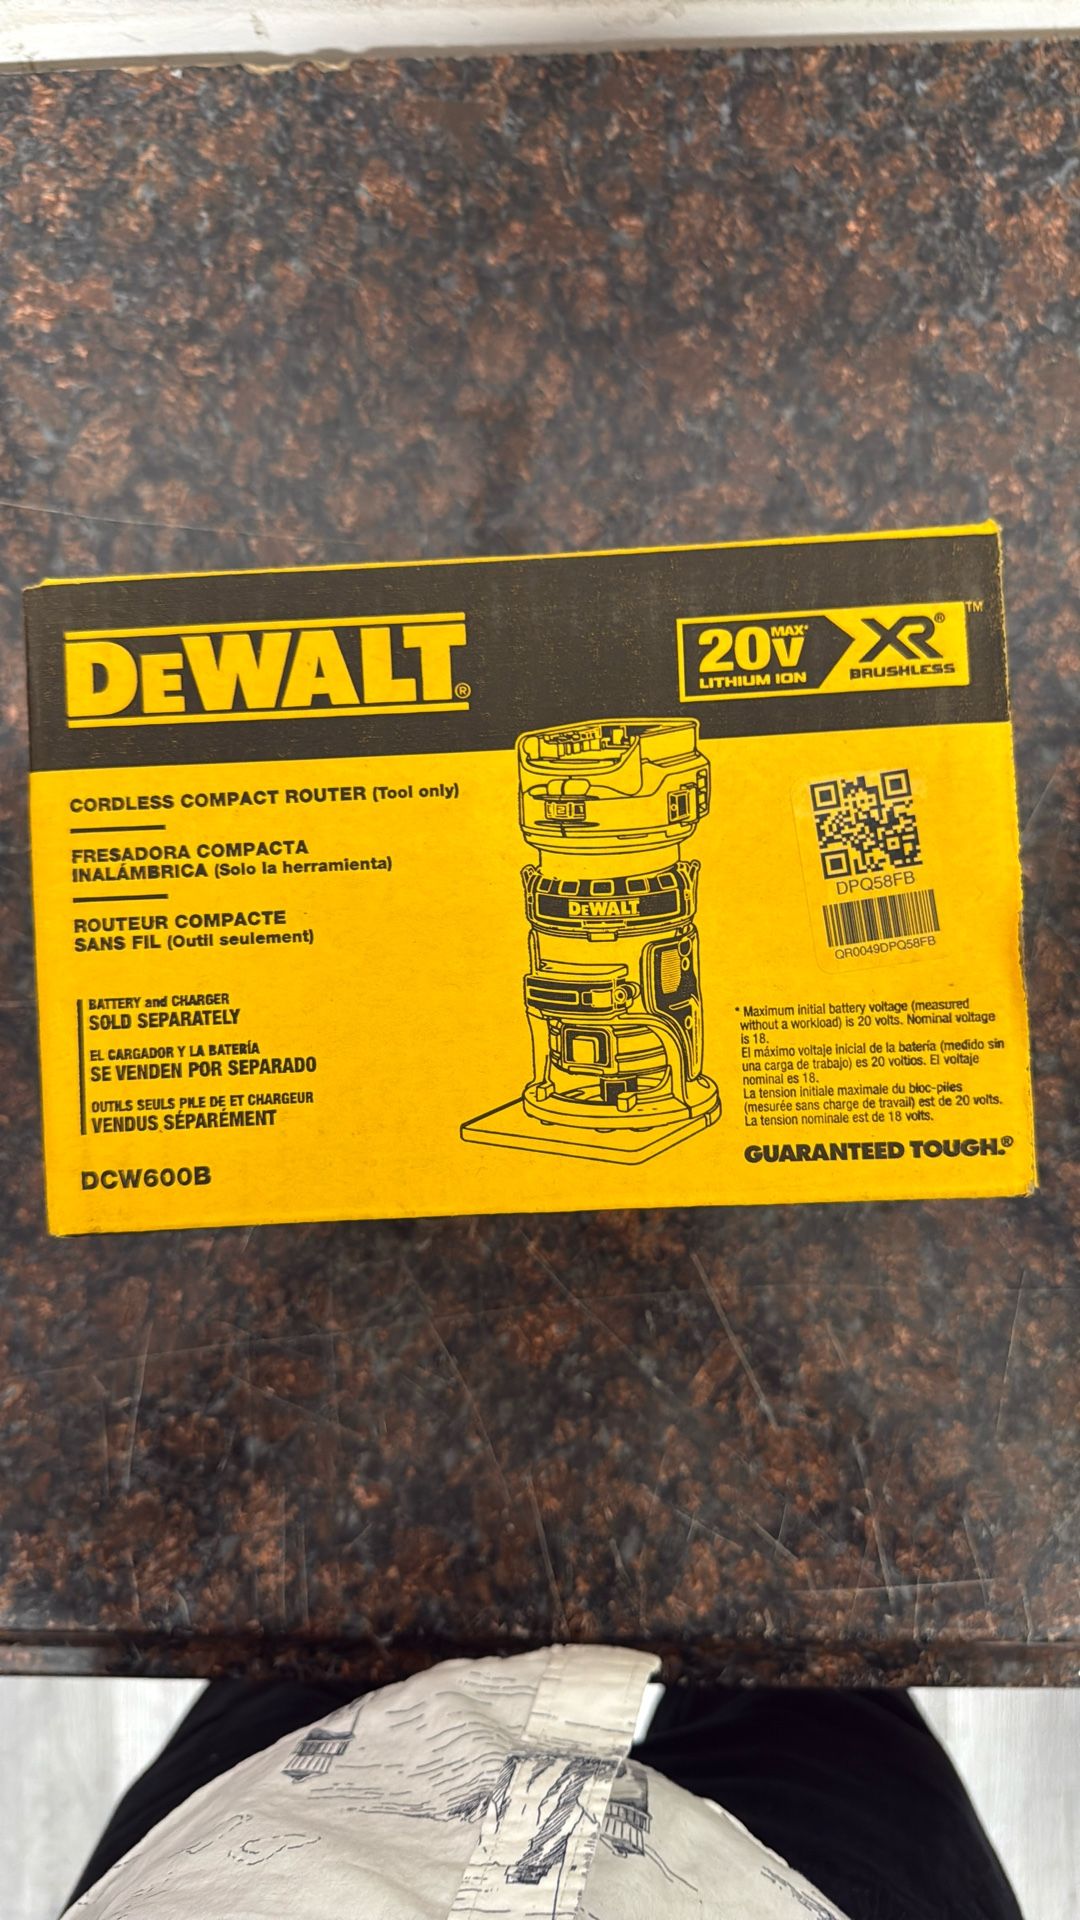 DEWALT®
20V MAX* XR® ™
LITHIUM ION BRUSHLESS
CORDLESS COMPACT ROUTER (Tool only)
FRESADORA COMPACTA
INALÁMBRICA (Solo la herramienta)
ROUTEUR COMPACTE
SANS FIL (Outil seulement)
BATTERY and CHARGER
SOLD SEPARATELY
EL CARGADOR Y LA BATERÍA
SE VENDEN POR SEPARADO
OUTILS SEULS PILE DE ET CHARGEUR
VENDUS SÉPARÉMENT
DCW600B
DEWALT
DPQ58FB
QR0049DPQ58FB
* Maximum initial battery voltage (measured
without a workload) is 20 volts. Nominal voltage
is 18.
El máximo voltaje inicial de la batería (medido sin
una carga de trabajo) es 20 voltios. El voltaje
nominal es 18.
La tension initiale maximale du bloc-piles
(mesurée sans charge de travail) est de 20 volts.
La tension nominale est de 18 volts.
GUARANTEED TOUGH.®